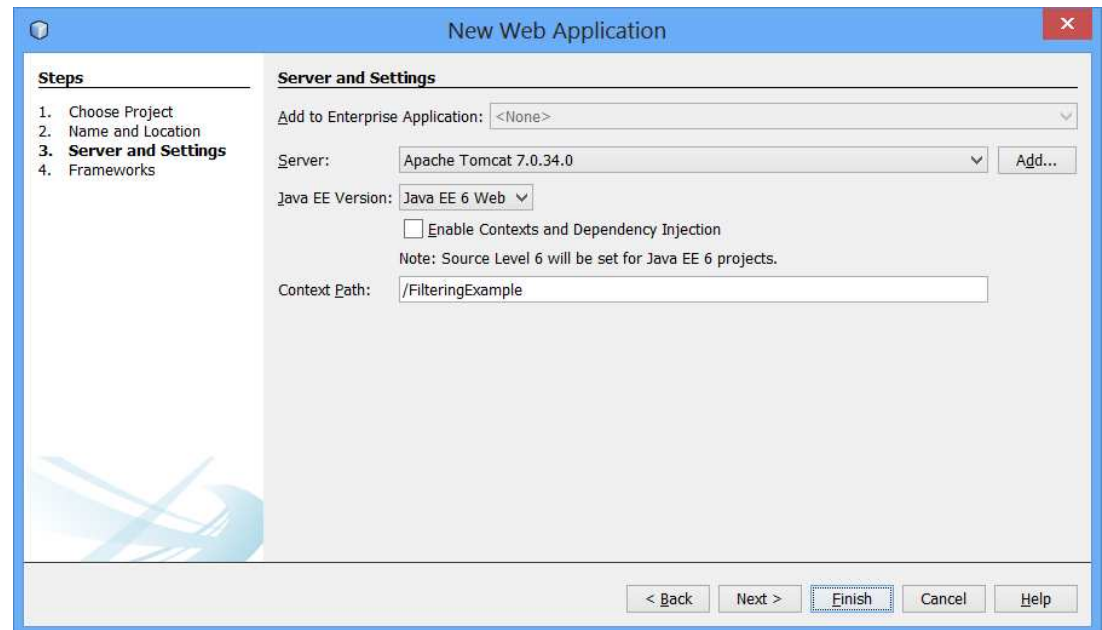 New Web Application
Steps
1. Choose Project
2. Name and Location
3. Server and Settings
4. Frameworks
Server and Settings
Add to Enterprise Application: <None>
Server: Apache Tomcat 7.0.34.0 Add...
Java EE Version: Java EE 6 Web
Enable Contexts and Dependency Injection
Note: Source Level 6 will be set for Java EE 6 projects.
Context Path: /FilteringExample
< Back Next > Finish Cancel Help